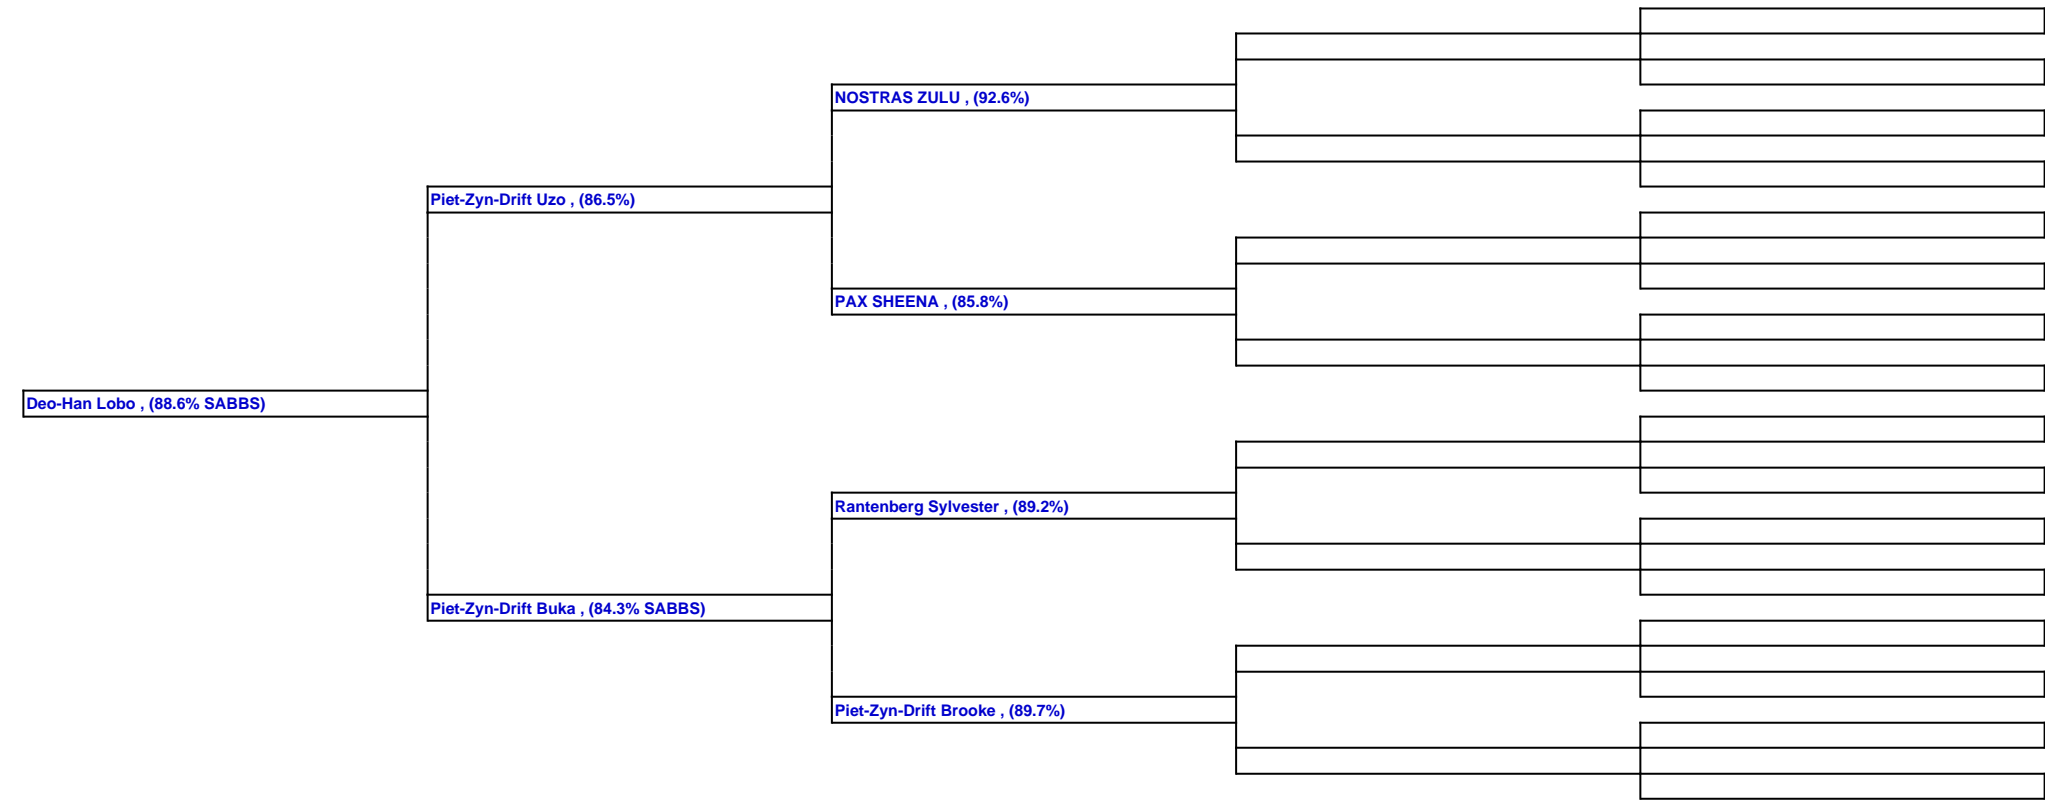 NOSTRAS ZULU , (92.6%)
Piet-Zyn-Drift Uzo , (86.5%)
PAX SHEENA , (85.8%)
Deo-Han Lobo , (88.6% SABBS)
Rantenberg Sylvester , (89.2%)
Piet-Zyn-Drift Buka , (84.3% SABBS)
Piet-Zyn-Drift Brooke , (89.7%)